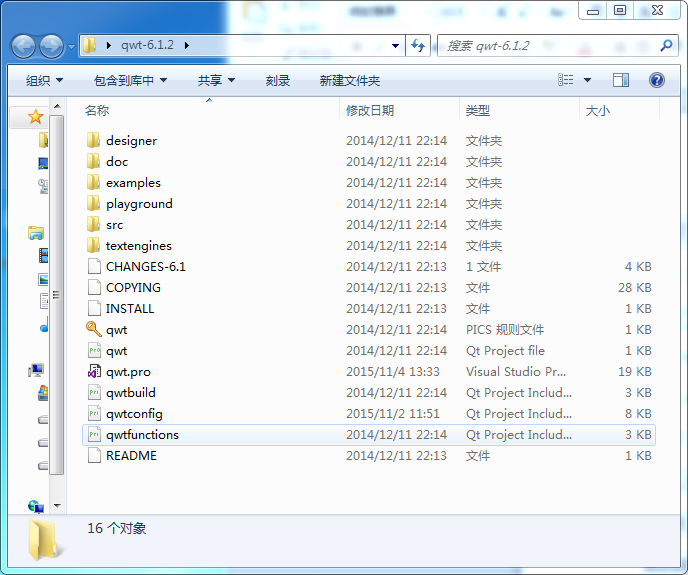 qwt-6.1.2
搜索 qwt-6.1.2
组织 包含到库中 共享 刻录 新建文件夹
名称 修改日期 类型 大小
designer 2014/12/11 22:14 文件夹
doc 2014/12/11 22:14 文件夹
examples 2014/12/11 22:14 文件夹
playground 2014/12/11 22:14 文件夹
src 2014/12/11 22:14 文件夹
textengines 2014/12/11 22:14 文件夹
CHANGES-6.1 2014/12/11 22:13 1 文件 4 KB
COPYING 2014/12/11 22:13 文件 28 KB
INSTALL 2014/12/11 22:13 文件 1 KB
qwt 2014/12/11 22:14 PICS 规则文件 1 KB
qwt 2014/12/11 22:14 Qt Project file 1 KB
qwt.pro 2015/11/4 13:33 Visual Studio Pr... 19 KB
qwtbuild 2014/12/11 22:14 Qt Project Includ... 3 KB
qwtconfig 2015/11/2 11:51 Qt Project Includ... 8 KB
qwtfunctions 2014/12/11 22:14 Qt Project Includ... 3 KB
README 2014/12/11 22:13 文件 1 KB
16 个对象